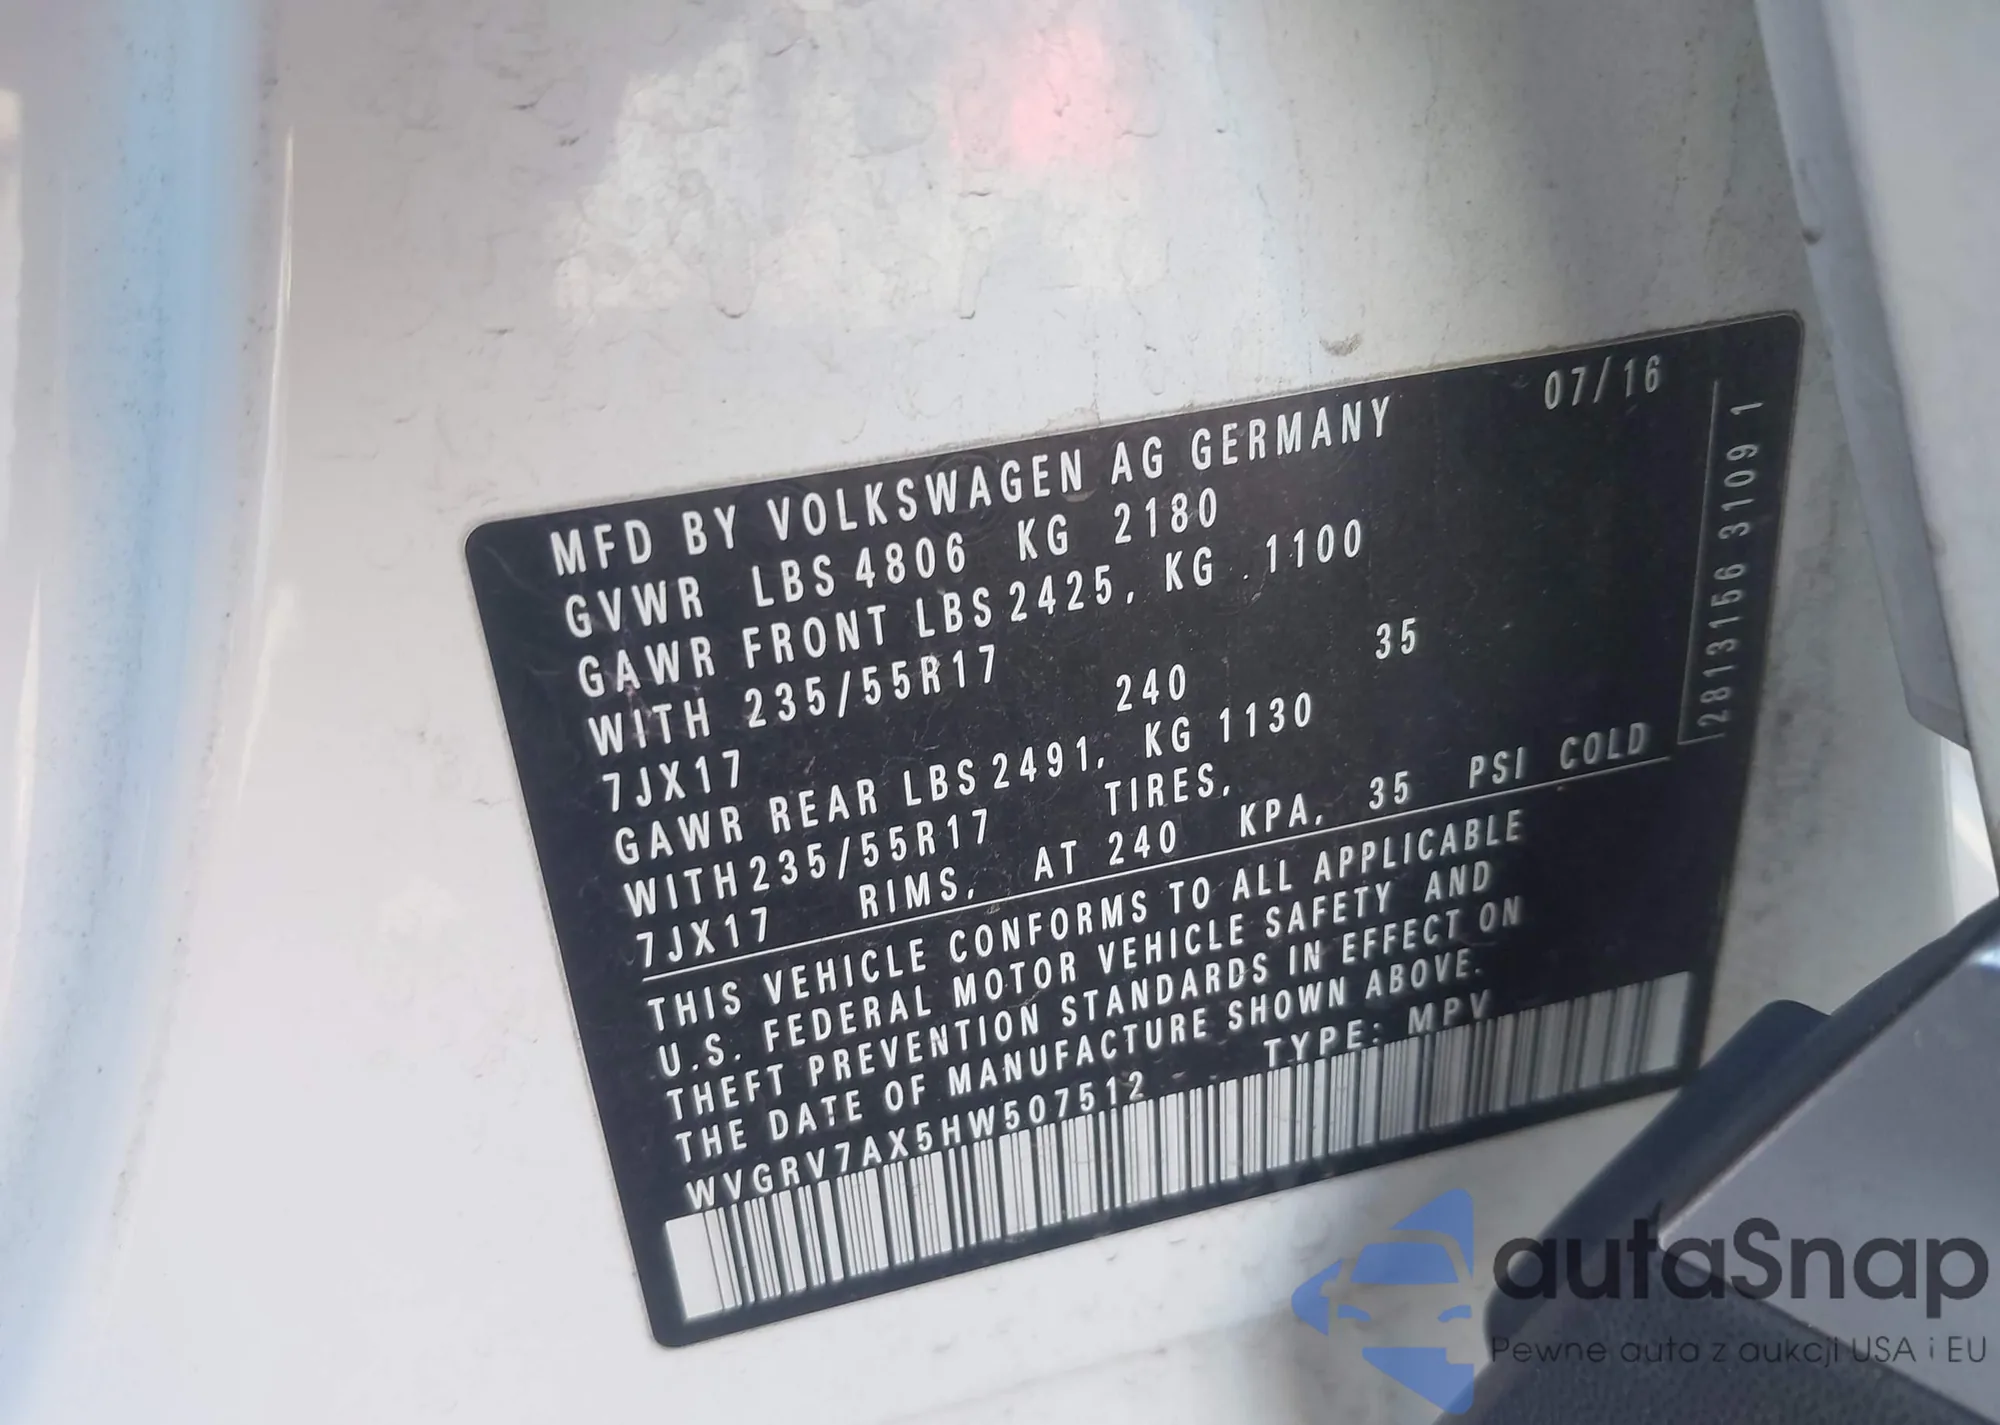 07/16
MFD BY VOLKSWAGEN AG GERMANY
GVWR LBS 4806 KG 2180
GAWR FRONT LBS 2425, KG 1100
WITH 235/55R17
7JX17 240 35
GAWR REAR LBS 2491, KG 1130
WITH 235/55R17 TIRES,
7JX17 RIMS, AT 240 KPA, 35 PSI COLD
THIS VEHICLE CONFORMS TO ALL APPLICABLE
U.S. FEDERAL MOTOR VEHICLE SAFETY AND
THEFT PREVENTION STANDARDS IN EFFECT ON
THE DATE OF MANUFACTURE SHOWN ABOVE.
WVGRV7AX5HW507512 TYPE: MPV
2813156 3109 1
autaSnap
Pewne auta z aukcji USA i EU